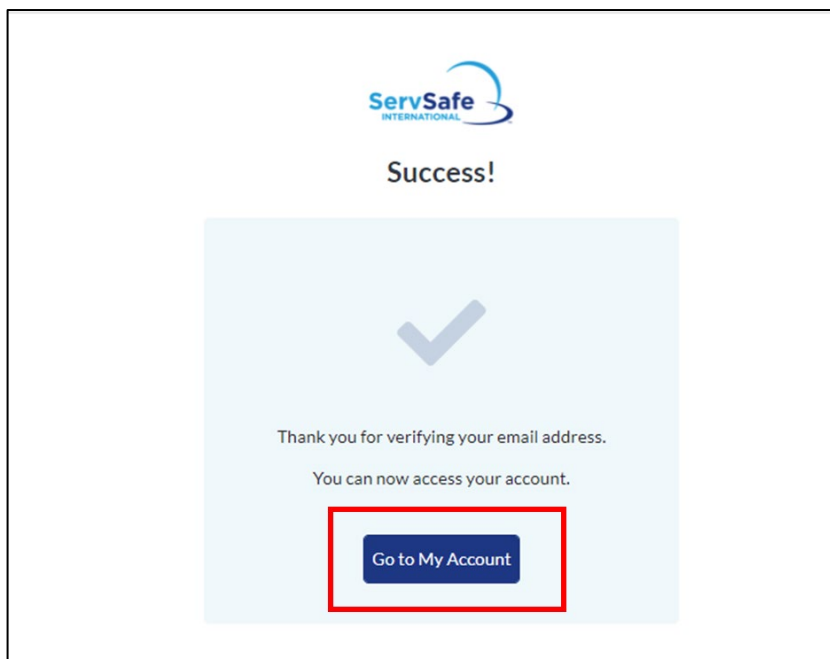 ServSafe
INTERNATIONAL
Success!
Thank you for verifying your email address.
You can now access your account.
Go to My Account